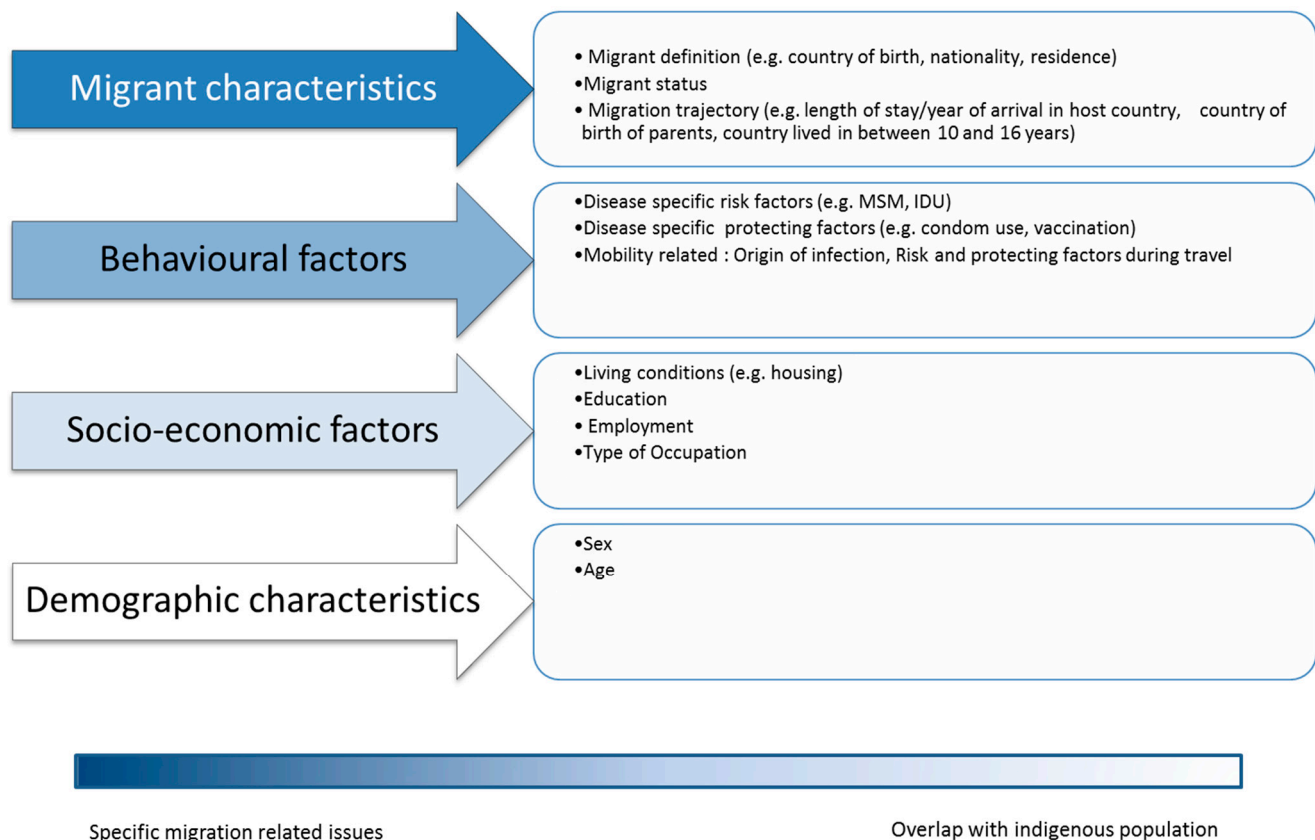 Migrant characteristics
• Migrant definition (e.g. country of birth, nationality, residence)
•Migrant status
• Migration trajectory (e.g. length of stay/year of arrival in host country, country of
birth of parents, country lived in between 10 and 16 years)
Behavioural factors
•Disease specific risk factors (e.g. MSM, IDU)
•Disease specific protecting factors (e.g. condom use, vaccination)
•Mobility related : Origin of infection, Risk and protecting factors during travel
Socio-economic factors
•Living conditions (e.g. housing)
•Education
• Employment
•Type of Occupation
Demographic characteristics
•Sex
•Age
Specific migration related issues
Overlap with indigenous population